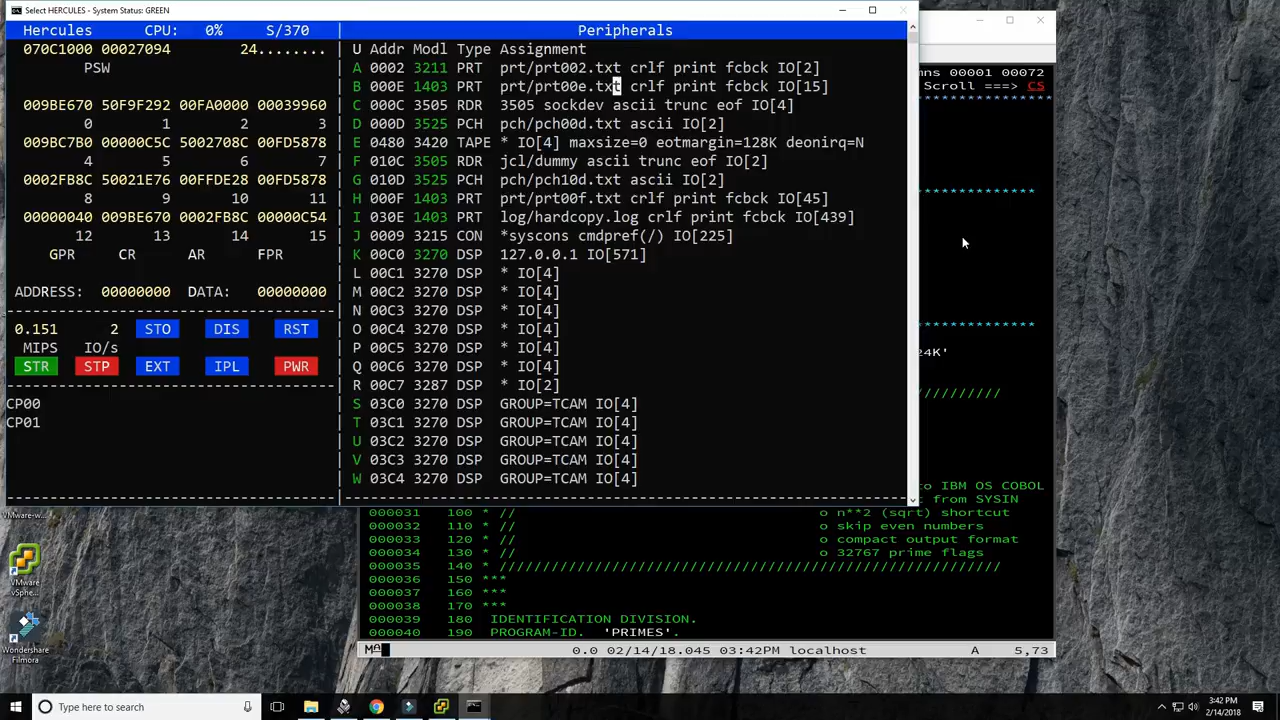 Select HERCULES - System Status: GREEN
Hercules CPU: 0% S/370 Peripherals
070C1000 00027094 24........ U Addr Modl Type Assignment
PSW A 0002 3211 PRT prt/prt002.txt crlf print fcbck IO[2]
B 000E 1403 PRT prt/prt00e.txt crlf print fcbck IO[15]
009BE670 50F9F292 00FA0000 00039960 C 000C 3505 RDR 3505 sockdev ascii trunc eof IO[4]
0 1 2 3 D 000D 3525 PCH pch/pch00d.txt ascii IO[2]
009BC7B0 00000C5C 5002708C 00FD5878 E 0480 3420 TAPE * IO[4] maxsize=0 eotmargin=128K deonirq=N
4 5 6 7 F 010C 3505 RDR jcl/dummy ascii trunc eof IO[2]
0002FB8C 50021E76 00FFDE28 00FD5878 G 010D 3525 PCH pch/pch10d.txt ascii IO[2]
8 9 10 11 H 000F 1403 PRT prt/prt00f.txt crlf print fcbck IO[45]
00000040 009BE670 0002FB8C 00000C54 I 030E 1403 PRT log/hardcopy.log crlf print fcbck IO[439]
12 13 14 15 J 0009 3215 CON *syscons cmdpref(/) IO[225]
GPR CR AR FPR K 00C0 3270 DSP 127.0.0.1 IO[571]
L 00C1 3270 DSP * IO[4]
ADDRESS: 00000000 DATA: 00000000 M 00C2 3270 DSP * IO[4]
N 00C3 3270 DSP * IO[4]
0.151 2 STO DIS RST O 00C4 3270 DSP * IO[4]
MIPS IO/s P 00C5 3270 DSP * IO[4]
STR STP EXT IPL PWR Q 00C6 3270 DSP * IO[4]
R 00C7 3287 DSP * IO[2]
CP00 S 03C0 3270 DSP GROUP=TCAM IO[4]
CP01 T 03C1 3270 DSP GROUP=TCAM IO[4]
U 03C2 3270 DSP GROUP=TCAM IO[4]
V 03C3 3270 DSP GROUP=TCAM IO[4]
W 03C4 3270 DSP GROUP=TCAM IO[4]
mns 00001 00072
Scroll ===> CS
************
************
24K'
//////////
to IBM OS COBOL
from SYSIN
000031 100 * // o n**2 (sqrt) shortcut
000032 110 * // o skip even numbers
000033 120 * // o compact output format
000034 130 * // o 32767 prime flags
000035 140 * ////////////////////////////////////////////////////////////////////
000036 150 ***
000037 160 ***
000038 170 ***
000039 180 IDENTIFICATION DIVISION.
000040 190 PROGRAM-ID. 'PRIMES'.
0.0 02/14/18.045 03:42PM localhost A 5,73
VMware-w...
VMware
vSphe...
Wondershare
Filmora
Type here to search
3:42 PM
2/14/2018